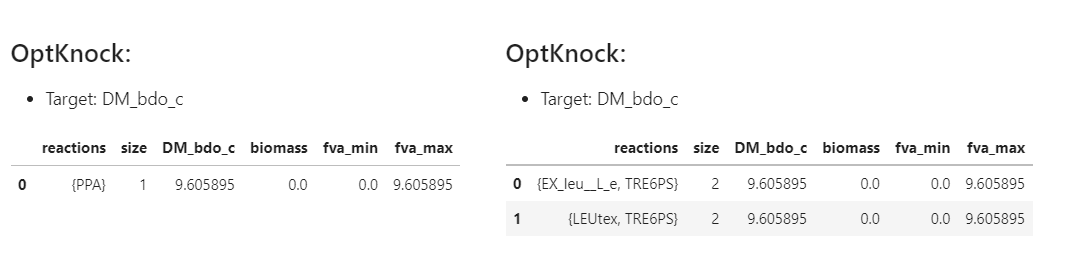 OptKnock:
• Target: DM_bdo_c
reactions size DM_bdo_c biomass fva_min fva_max
0 {PPA} 1 9.605895 0.0 0.0 9.605895
OptKnock:
• Target: DM_bdo_c
reactions size DM_bdo_c biomass fva_min fva_max
0 {EX_leu__L_e, TRE6PS} 2 9.605895 0.0 0.0 9.605895
1 {LEUtex, TRE6PS} 2 9.605895 0.0 0.0 9.605895